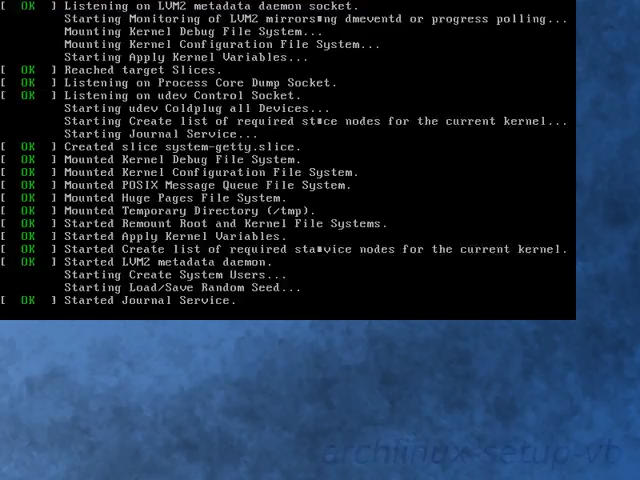 [  OK  ] Listening on LVM2 metadata daemon socket.
Starting Monitoring of LVM2 mirrors■ng dmeventd or progress polling...
Mounting Kernel Debug File System...
Mounting Kernel Configuration File System...
Starting Apply Kernel Variables...
[  OK  ] Reached target Slices.
[  OK  ] Listening on Process Core Dump Socket.
[  OK  ] Listening on udev Control Socket.
Starting udev Coldplug all Devices...
Starting Create list of required st■ce nodes for the current kernel...
Starting Journal Service...
[  OK  ] Created slice system-getty.slice.
[  OK  ] Mounted Kernel Debug File System.
[  OK  ] Mounted Kernel Configuration File System.
[  OK  ] Mounted POSIX Message Queue File System.
[  OK  ] Mounted Huge Pages File System.
[  OK  ] Mounted Temporary Directory (/tmp).
[  OK  ] Started Remount Root and Kernel File Systems.
[  OK  ] Started Apply Kernel Variables.
[  OK  ] Started Create list of required sta■vice nodes for the current kernel.
[  OK  ] Started LVM2 metadata daemon.
Starting Create System Users...
Starting Load/Save Random Seed...
[  OK  ] Started Journal Service.
archlinux-setup-vb